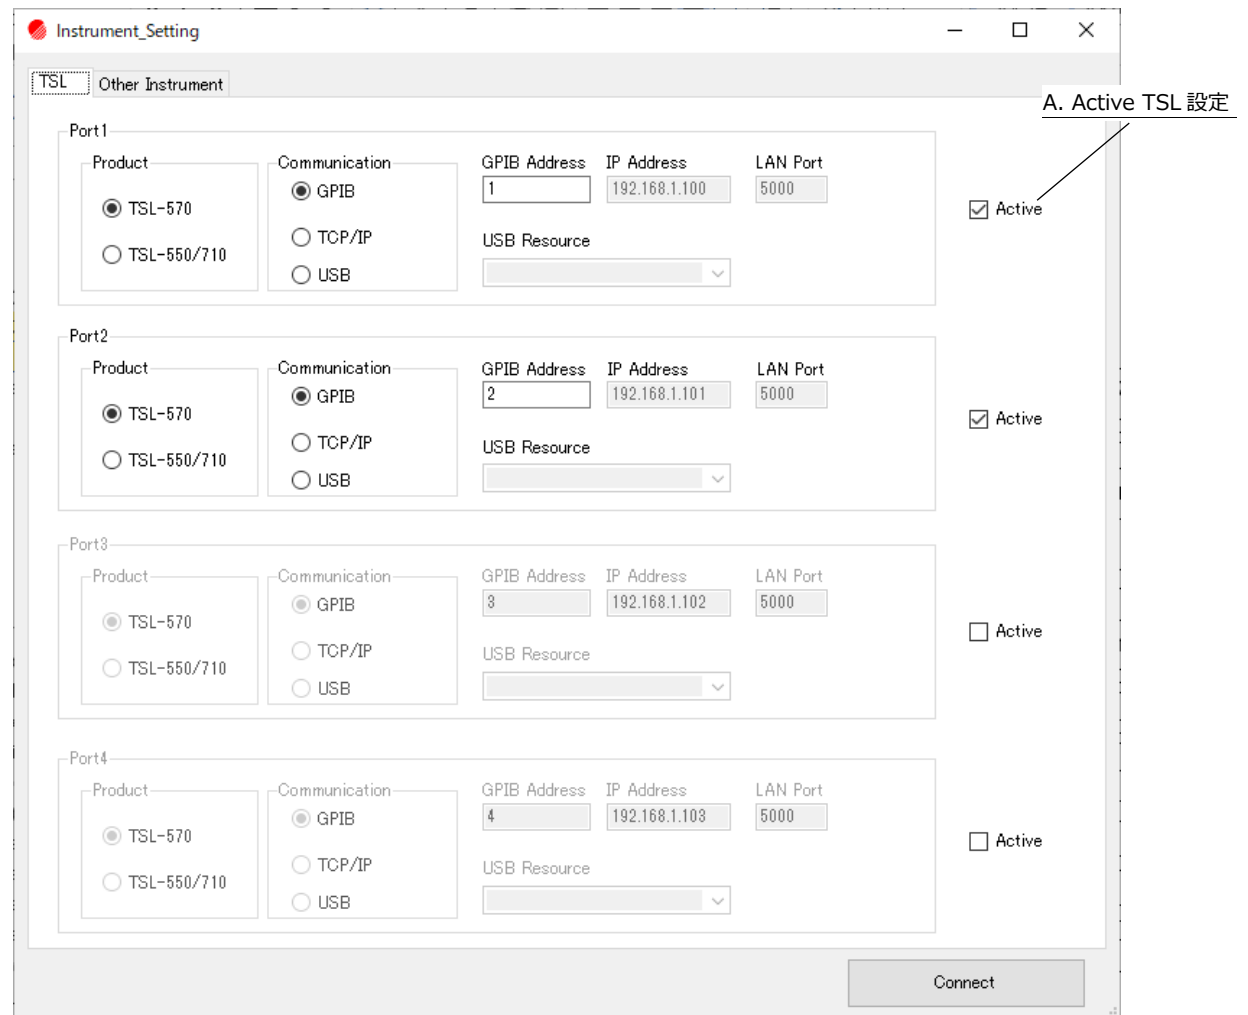 Instrument_Setting
TSL Other Instrument
A. Active TSL 設定
Port1
Product Communication GPIB Address IP Address LAN Port
GPIB 1 192.168.1.100 5000
TSL-570 Active
TCP/IP USB Resource
TSL-550/710
USB
Port2
Product Communication GPIB Address IP Address LAN Port
GPIB 2 192.168.1.101 5000
TSL-570 Active
TCP/IP USB Resource
TSL-550/710
USB
Port3
Product Communication GPIB Address IP Address LAN Port
GPIB 3 192.168.1.102 5000
TSL-570 Active
TCP/IP USB Resource
TSL-550/710
USB
Port4
Product Communication GPIB Address IP Address LAN Port
GPIB 4 192.168.1.103 5000
TSL-570 Active
TCP/IP USB Resource
TSL-550/710
USB
Connect